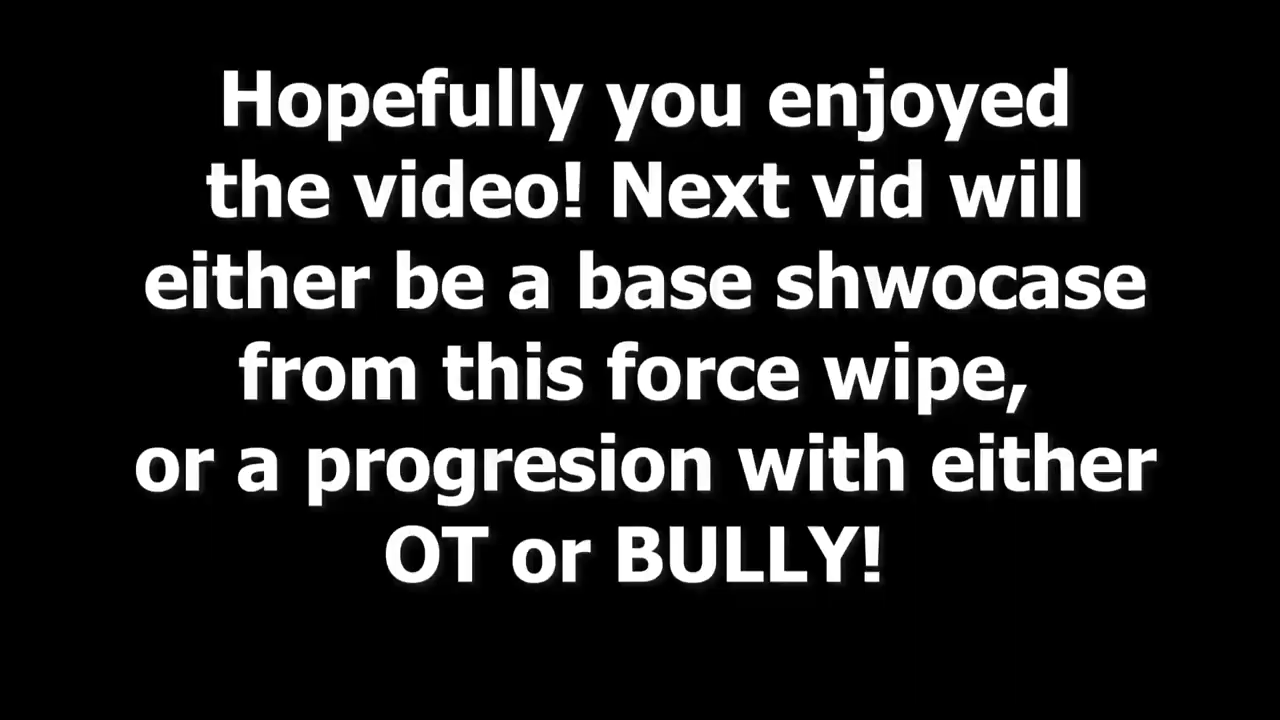 Hopefully you enjoyed
the video! Next vid will
either be a base shwocase
from this force wipe,
or a progresion with either
OT or BULLY!